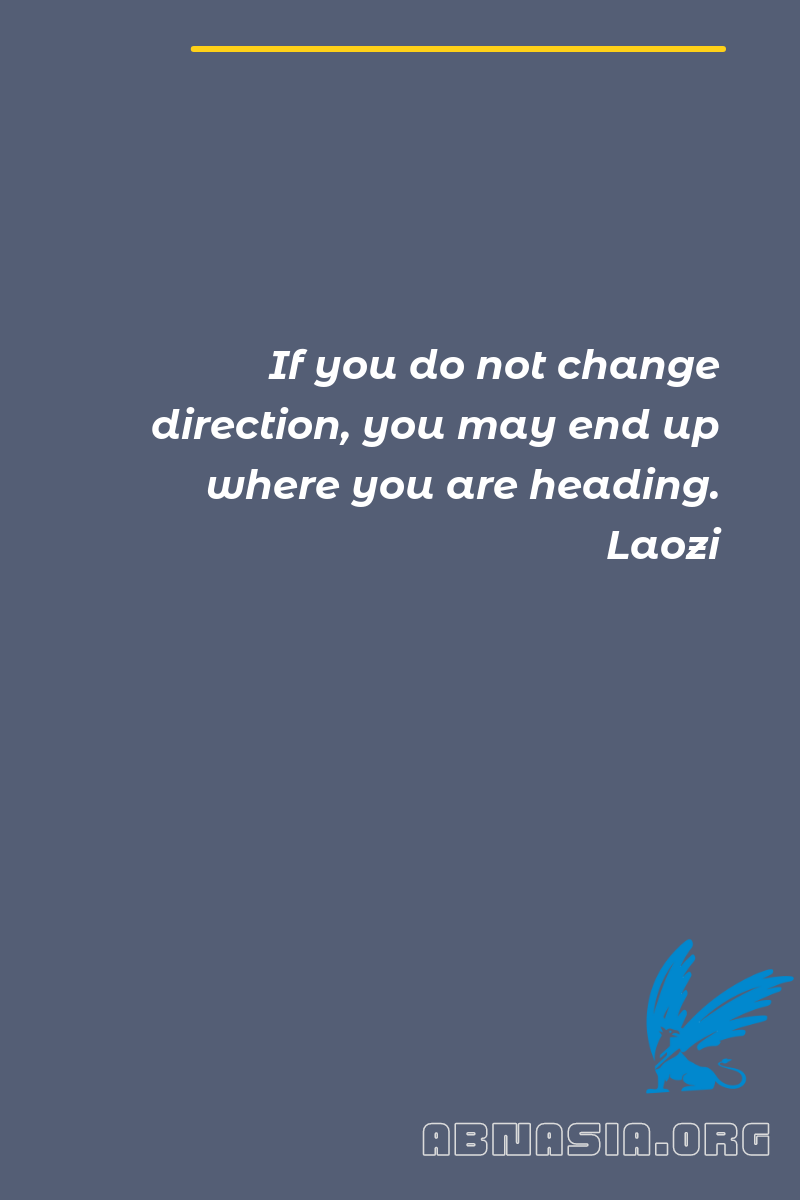 If you do not change
direction, you may end up
where you are heading.
Laozi
ABNASIA.ORG